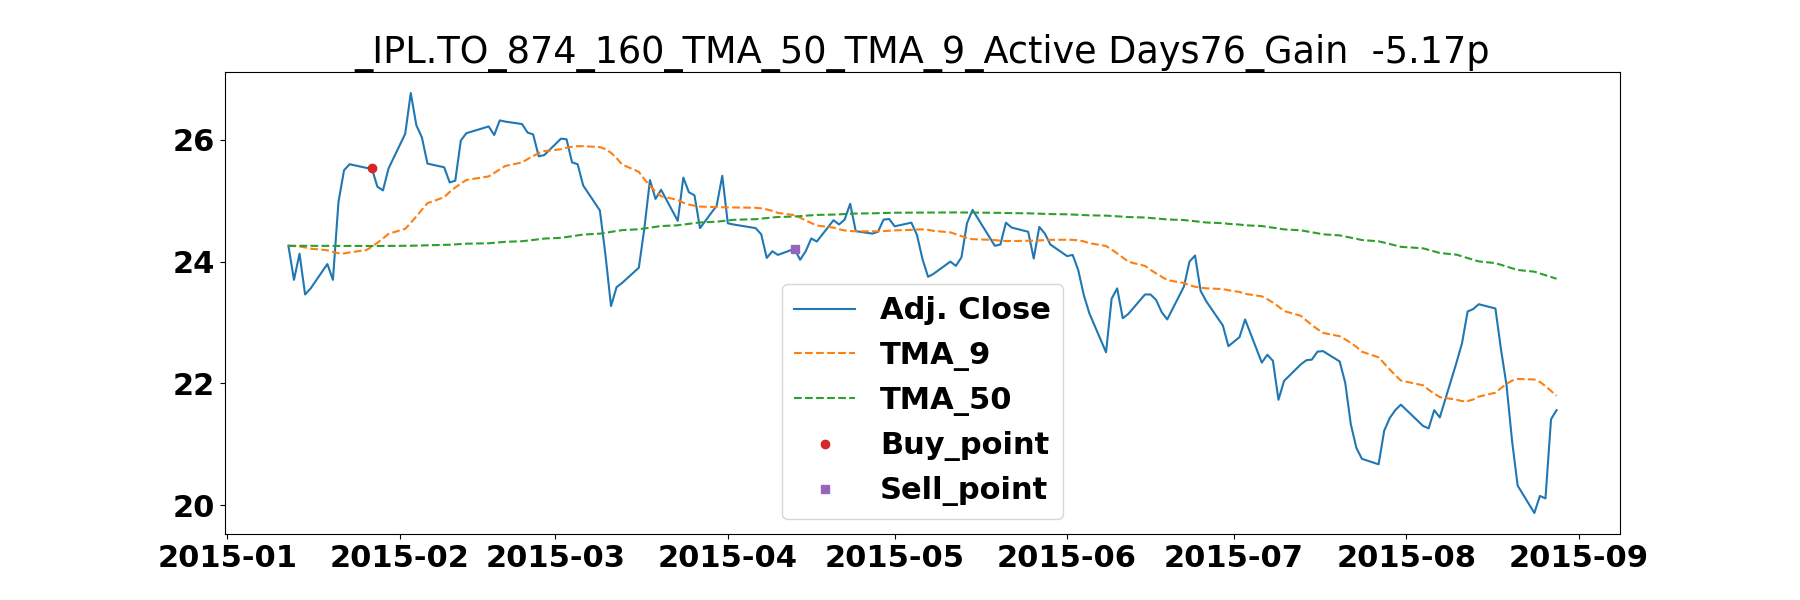 _IPL.TO_874_160_TMA_50_TMA_9_Active Days76_Gain  -5.17p
26
24
22
20
Adj. Close
TMA_9
TMA_50
Buy_point
Sell_point
2015-01 2015-02 2015-03 2015-04 2015-05 2015-06 2015-07 2015-08 2015-09